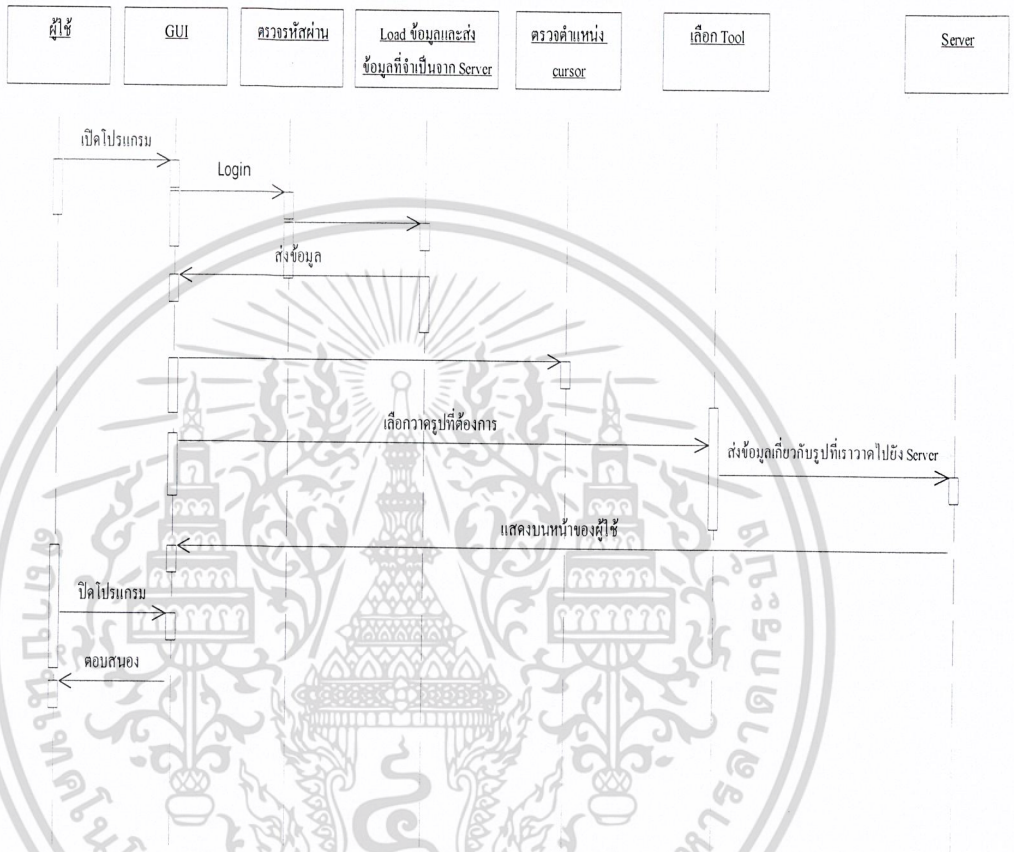 ผู้ใช้
GUI
ตรวจรหัสผ่าน
Load ข้อมูลและส่ง
ข้อมูลที่จำเป็นจาก Server
ตรวจตำแหน่ง
cursor
เลือก Tool
Server
เปิดโปรแกรม
Login
ส่งข้อมูล
เลือกวาดรูปที่ต้องการ
ส่งข้อมูลเกี่ยวกับรูปที่เราวาดไปยัง Server
แสดงบนหน้าของผู้ใช้
ปิดโปรแกรม
ตอบสนอง